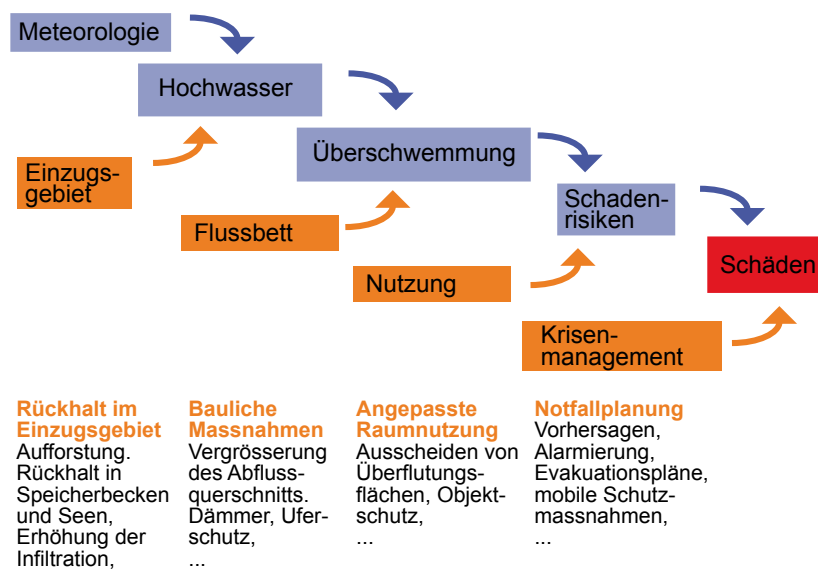 Meteorologie
Hochwasser
Überschwemmung
Einzugs-
gebiet
Schaden-
risiken
Flussbett
Schäden
Nutzung
Krisen-
management
Rückhalt im
Einzugsgebiet
Aufforstung.
Rückhalt in
Speicherbecken
und Seen,
Erhöhung der
Infiltration,
Bauliche
Massnahmen
Vergrösserung
des Abfluss-
querschnitts.
Dämmer, Ufer-
schutz,
...
Angepasste
Raumnutzung
Ausscheiden von
Überflutungs-
flächen, Objekt-
schutz,
...
Notfallplanung
Vorhersagen,
Alarmierung,
Evakuationspläne,
mobile Schutz-
massnahmen,
...